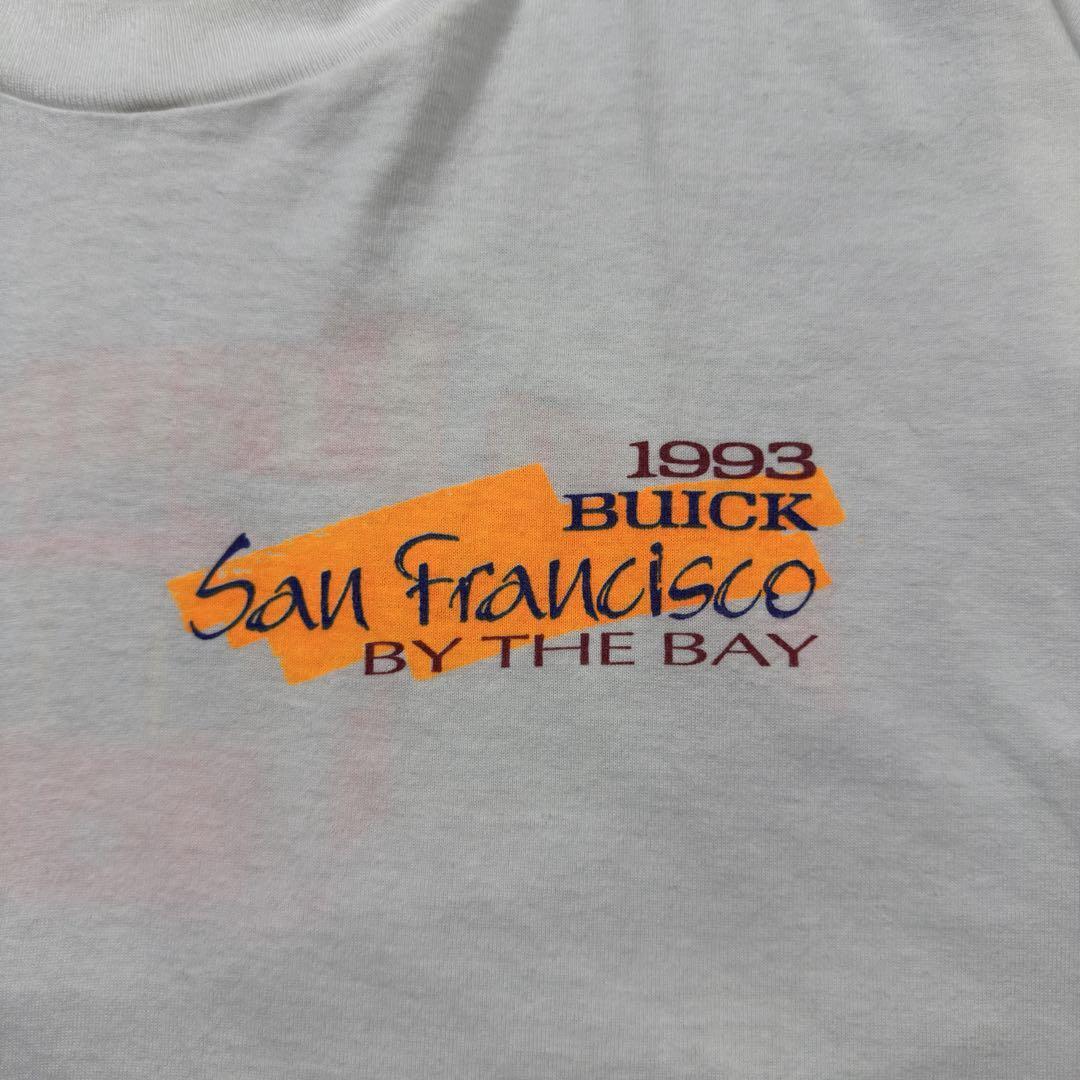 1993
BUICK
San Francisco
BY THE BAY